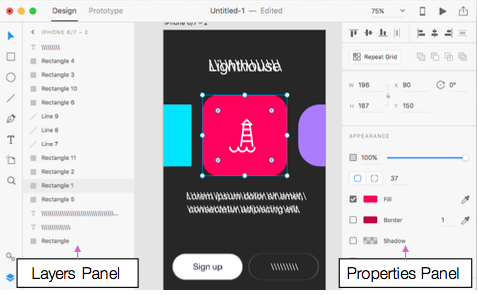 Design Prototype Untitled-1 — Edited 75%
IPHONE 6/7 – 2
iPhone 6/7 – 2
Rectangle 4
Rectangle 3
Rectangle 10
Rectangle 6
Line 9
Line 8
Line 7
Rectangle 11
Rectangle 2
Rectangle 1
Rectangle 5
Rectangle
Layers Panel
Lighthouse
Lorem ipsum dolor sit amet,
consectetur adipiscing elit.
Sign up
Repeat Grid
W 196 X 90 0°
H 187 Y 150
APPEARANCE
100%
37
Fill
Border 1
Shadow
Properties Panel